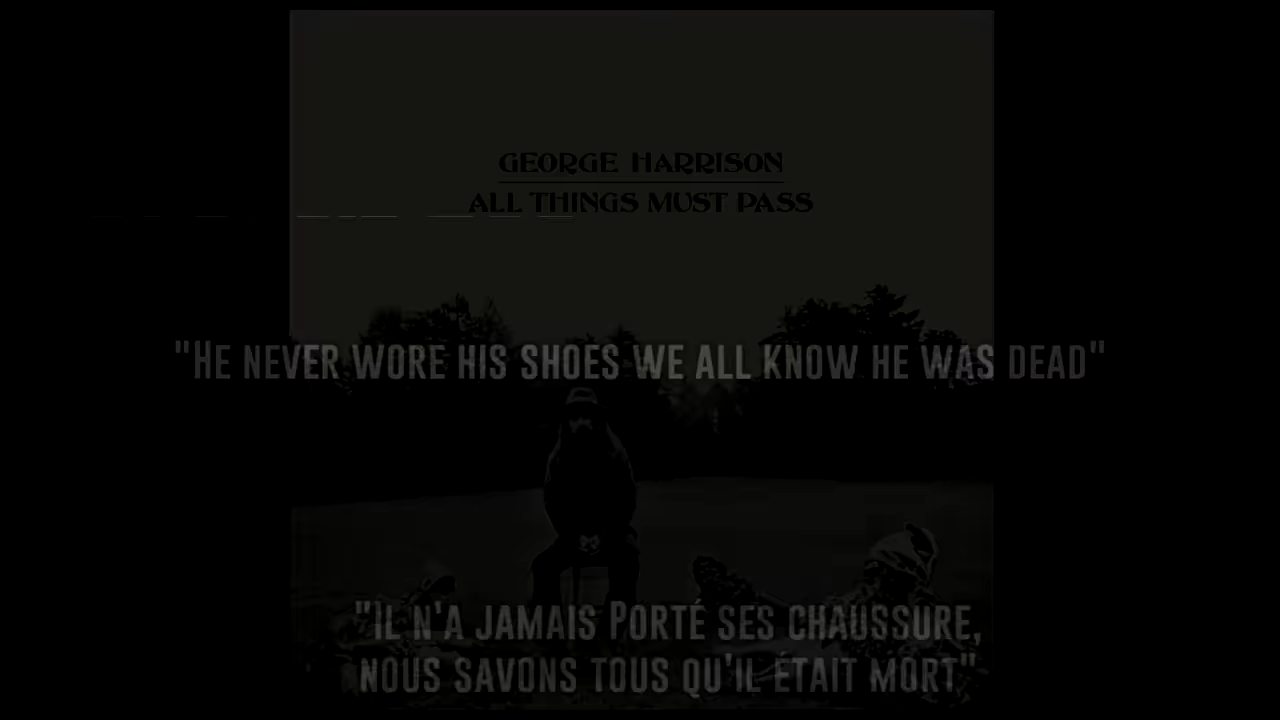 GEORGE HARRISON
ALL THINGS MUST PASS
"HE NEVER WORE HIS SHOES WE ALL KNOW HE WAS DEAD"
"IL N'A JAMAIS PORTÉ SES CHAUSSURE,
NOUS SAVONS TOUS QU'IL ÉTAIT MORT"